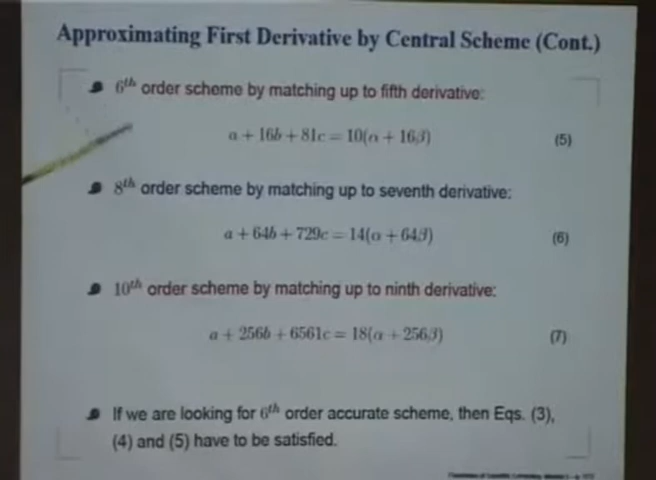 Approximating First Derivative by Central Scheme (Cont.)
6th order scheme by matching up to fifth derivative:
a + 16b + 81c = 10(α + 16β) (5)
8th order scheme by matching up to seventh derivative:
a + 64b + 729c = 14(α + 64β) (6)
10th order scheme by matching up to ninth derivative:
a + 256b + 6561c = 18(α + 256β) (7)
If we are looking for 6th order accurate scheme, then Eqs. (3),
(4) and (5) have to be satisfied.